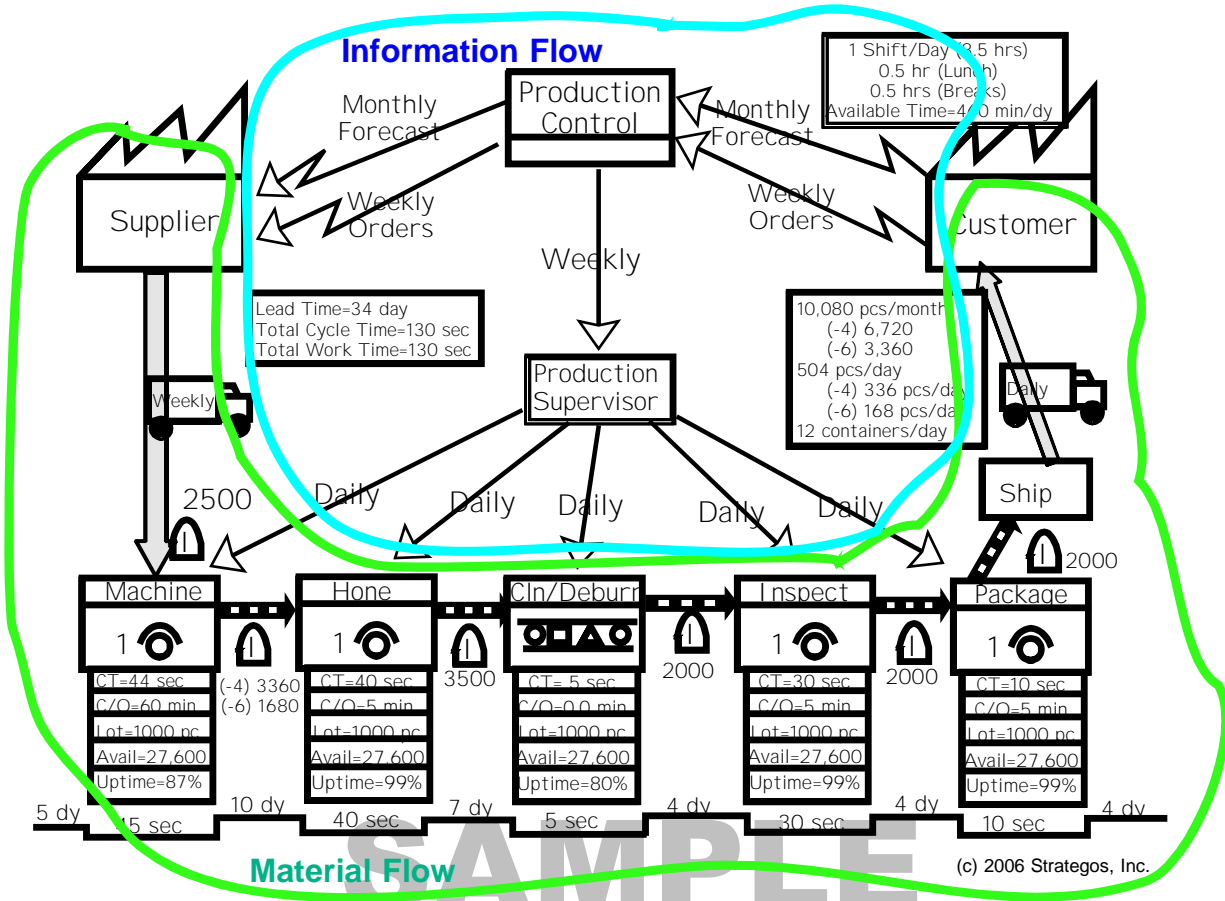 Information Flow
1 Shift/Day (8.5 hrs)
0.5 hr (Lunch)
0.5 hrs (Breaks)
Available Time=460 min/dy
Production
Control
Monthly
Forecast
Monthly
Forecast
Supplier
Weekly
Orders
Weekly
Orders
Customer
Weekly
Lead Time=34 day
Total Cycle Time=130 sec
Total Work Time=130 sec
10,080 pcs/month
(-4) 6,720
(-6) 3,360
504 pcs/day
(-4) 336 pcs/day
(-6) 168 pcs/day
12 containers/day
Production
Supervisor
Weekly
Daily
Ship
2500
Daily
Daily
Daily
Daily
Daily
I
I
2000
Machine
Hone
Cln/Deburr
Inspect
Package
1
I
1
I
I
1
I
1
3500
2000
2000
(-4) 3360
(-6) 1680
CT=44 sec
C/O=60 min
Lot=1000 pc
Avail=27,600
Uptime=87%
CT=40 sec
C/O=5 min
Lot=1000 pc
Avail=27,600
Uptime=99%
CT= 5 sec
C/O=0.0 min
Lot=1000 pc
Avail=27,600
Uptime=80%
CT=30 sec
C/O=5 min
Lot=1000 pc
Avail=27,600
Uptime=99%
CT=10 sec
C/O=5 min
Lot=1000 pc
Avail=27,600
Uptime=99%
5 dy
10 dy
7 dy
4 dy
4 dy
4 dy
45 sec
40 sec
5 sec
30 sec
10 sec
SAMPLE
Material Flow
(c) 2006 Strategos, Inc.